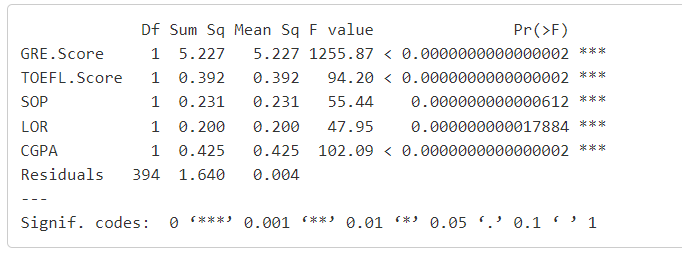 Df Sum Sq Mean Sq F value Pr(>F)
GRE.Score 1 5.227 5.227 1255.87 < 0.0000000000000002 ***
TOEFL.Score 1 0.392 0.392 94.20 < 0.0000000000000002 ***
SOP 1 0.231 0.231 55.44 0.000000000000612 ***
LOR 1 0.200 0.200 47.95 0.000000000017884 ***
CGPA 1 0.425 0.425 102.09 < 0.0000000000000002 ***
Residuals 394 1.640 0.004
---
Signif. codes: 0 ‘***’ 0.001 ‘**’ 0.01 ‘*’ 0.05 ‘.’ 0.1 ‘ ’ 1